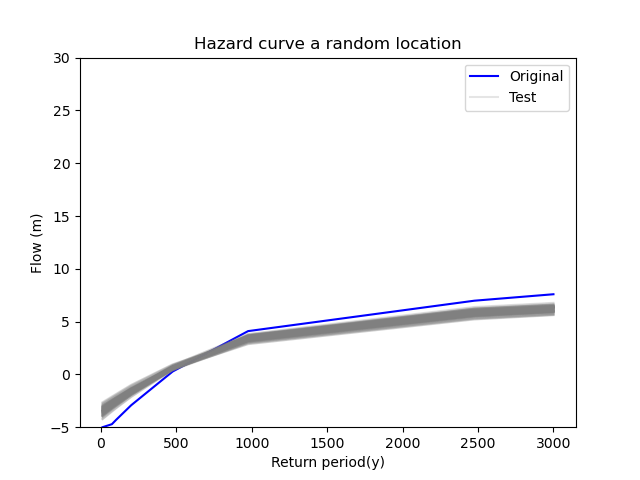 Hazard curve a random location
Original
Test
30
25
20
15
10
5
0
−5
Flow (m)
0 500 1000 1500 2000 2500 3000
Return period(y)